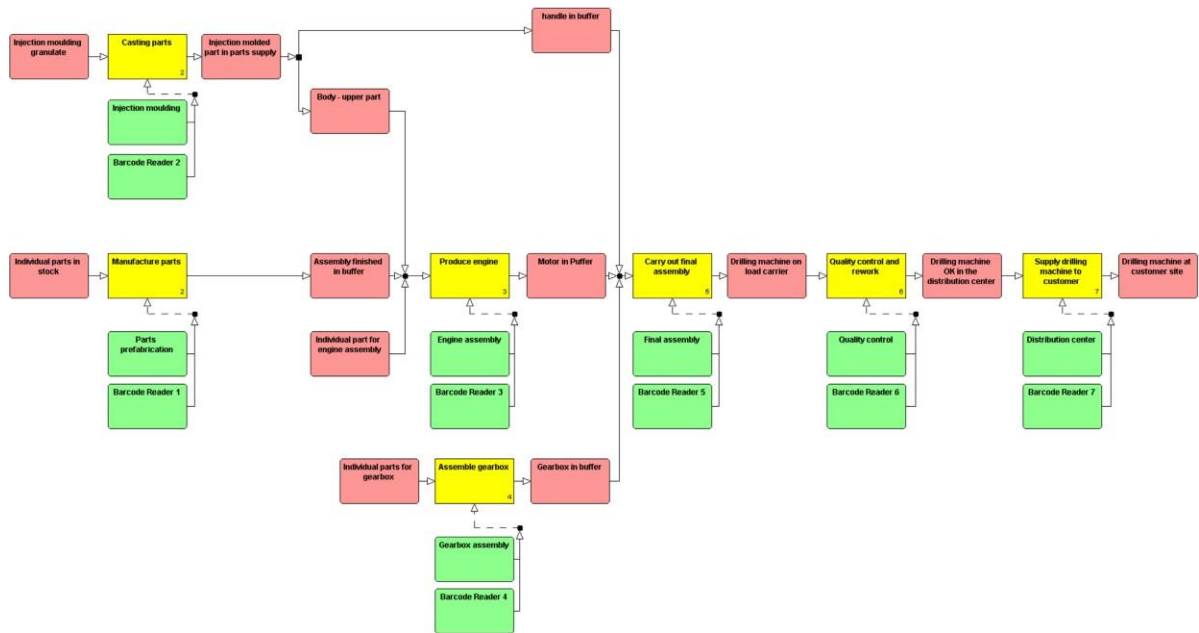 handle in buffer
Injection moulding
granulate
Casting parts
2
Injection molded
part in parts supply
Body - upper part
Injection moulding
Barcode Reader 2
Individual parts in
stock
Manufacture parts
2
Assembly finished
in buffer
Produce engine
3
Motor in Puffer
Carry out final
assembly
5
Drilling machine on
load carrier
Quality control and
rework
6
Drilling machine
OK in the
distribution center
Supply drilling
machine to
customer
7
Drilling machine at
customer site
Parts
prefabrication
Individual part for
engine assembly
Engine assembly
Final assembly
Quality control
Distribution center
Barcode Reader 1
Barcode Reader 3
Barcode Reader 5
Barcode Reader 6
Barcode Reader 7
Individual parts for
gearbox
Assemble gearbox
4
Gearbox in buffer
Gearbox assembly
Barcode Reader 4